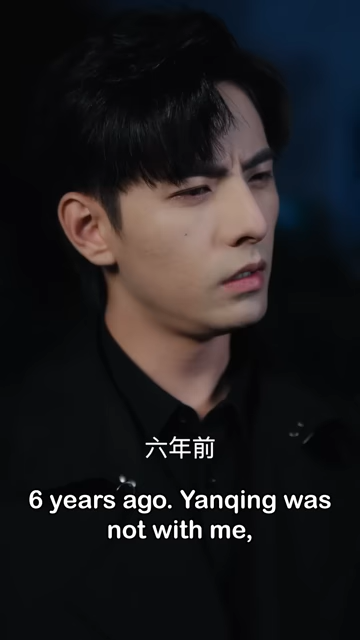 六年前
6 years ago. Yanqing was
not with me,